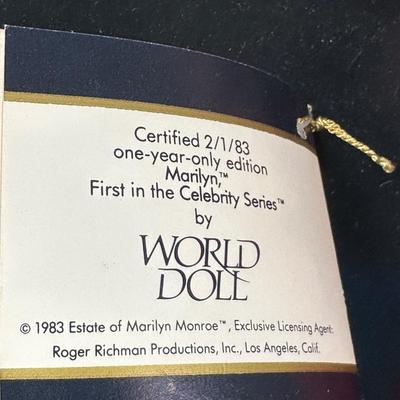 Certified 2/1/83
one-year-only edition
Marilyn,™
First in the Celebrity Series™
by
WORLD
DOLL
© 1983 Estate of Marilyn Monroe™, Exclusive Licensing Agent:
Roger Richman Productions, Inc., Los Angeles, Calif.